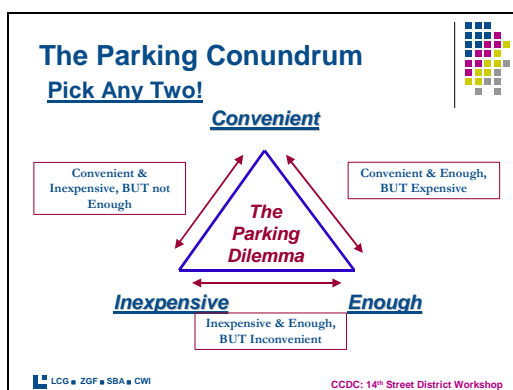 The Parking Conundrum
Pick Any Two!
Convenient
Convenient &
Inexpensive, BUT not
Enough
Convenient & Enough,
BUT Expensive
The
Parking
Dilemma
Inexpensive
Enough
Inexpensive & Enough,
BUT Inconvenient
LCG ■ ZGF ■ SBA ■ CWI
CCDC: 14th Street District Workshop